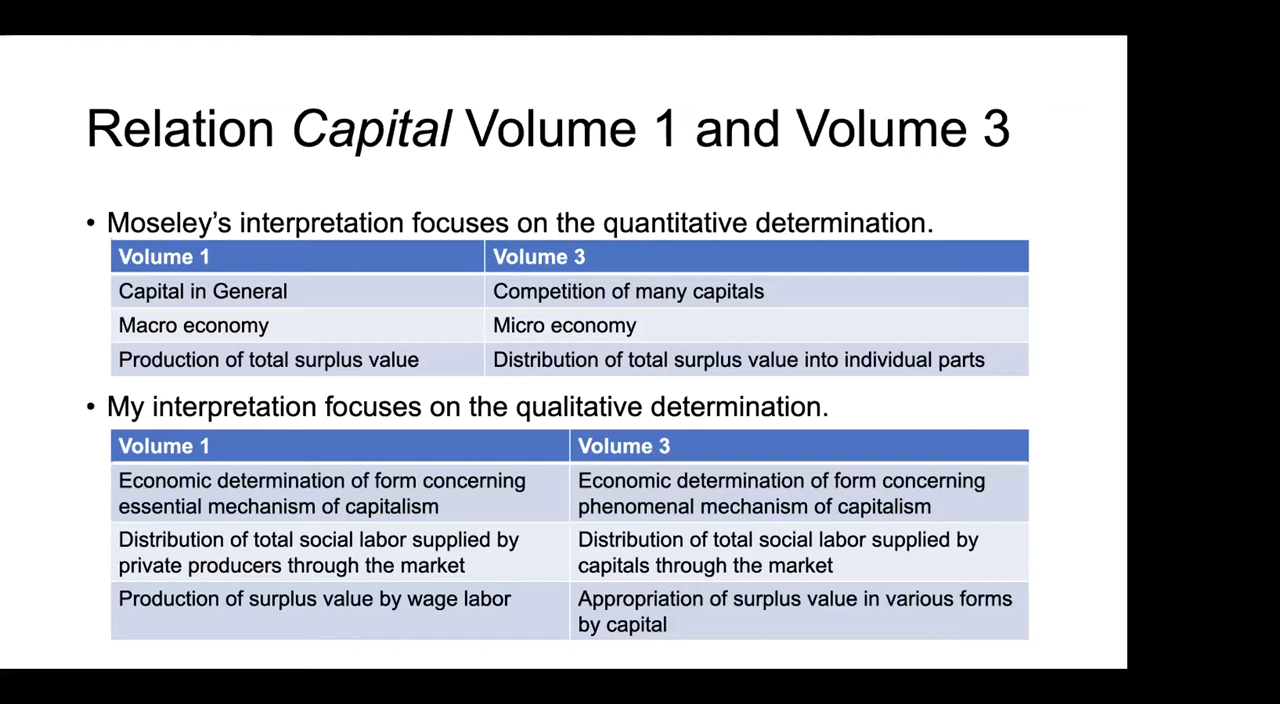 Relation Capital Volume 1 and Volume 3
• Moseley's interpretation focuses on the quantitative determination.
Volume 1 Volume 3
Capital in General Competition of many capitals
Macro economy Micro economy
Production of total surplus value Distribution of total surplus value into individual parts
• My interpretation focuses on the qualitative determination.
Volume 1 Volume 3
Economic determination of form concerning Economic determination of form concerning
essential mechanism of capitalism phenomenal mechanism of capitalism
Distribution of total social labor supplied by Distribution of total social labor supplied by
private producers through the market capitals through the market
Production of surplus value by wage labor Appropriation of surplus value in various forms
by capital